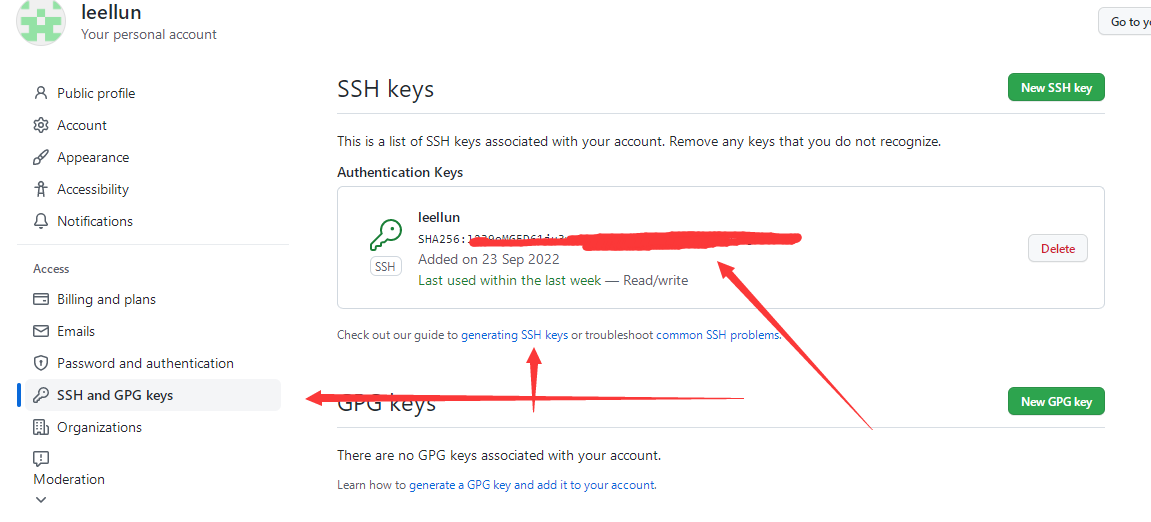 leellun
Your personal account
Go to
Public profile
Account
Appearance
Accessibility
Notifications
Access
Billing and plans
Emails
Password and authentication
SSH and GPG keys
Organizations
Moderation
SSH keys
New SSH key
This is a list of SSH keys associated with your account. Remove any keys that you do not recognize.
Authentication Keys
leellun
SHA256:
SSH
Added on 23 Sep 2022
Last used within the last week — Read/write
Delete
Check out our guide to generating SSH keys or troubleshoot common SSH problems.
GPG keys
New GPG key
There are no GPG keys associated with your account.
Learn how to generate a GPG key and add it to your account.